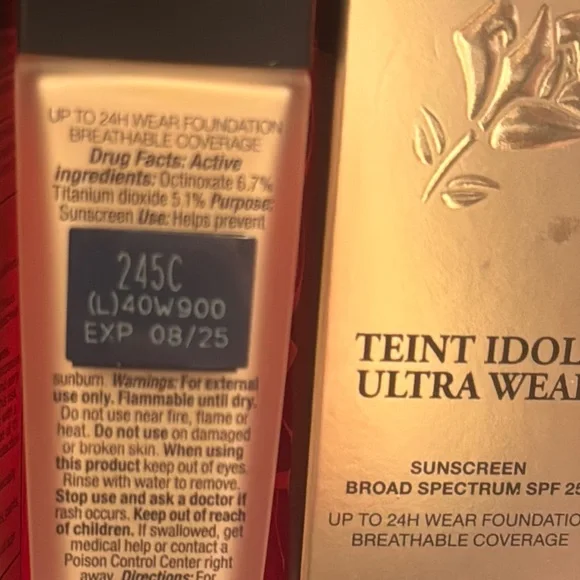 UP TO 24H WEAR FOUNDATION
BREATHABLE COVERAGE
Drug Facts: Active
ingredients: Octinoxate 6.7%
Titanium dioxide 5.1% Purpose:
Sunscreen Use: Helps prevent
245C
(L)40W900
EXP 08/25
sunburn. Warnings: For external
use only. Flammable until dry.
Do not use near fire, flame or
heat. Do not use on damaged
or broken skin. When using
this product keep out of eyes.
Rinse with water to remove.
Stop use and ask a doctor if
rash occurs. Keep out of reach
of children. If swallowed, get
medical help or contact a
Poison Control Center right
away. Directions: For
TEINT IDOL
ULTRA WEA
SUNSCREEN
BROAD SPECTRUM SPF 25
UP TO 24H WEAR FOUNDATIO
BREATHABLE COVERAGE